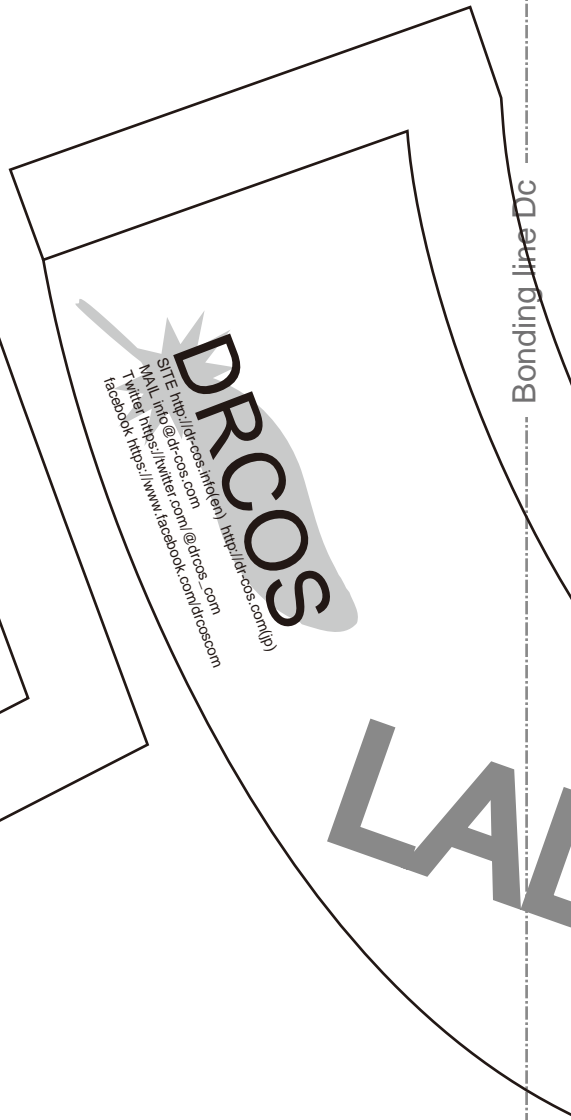 Bonding line Dc
DRCOS
SITE http://dr-cos.info(en) http://dr-cos.com(jp)
MAIL info@dr-cos.com
Twitter https://twitter.com/@drcos_com
facebook https://www.facebook.com/drcoscom